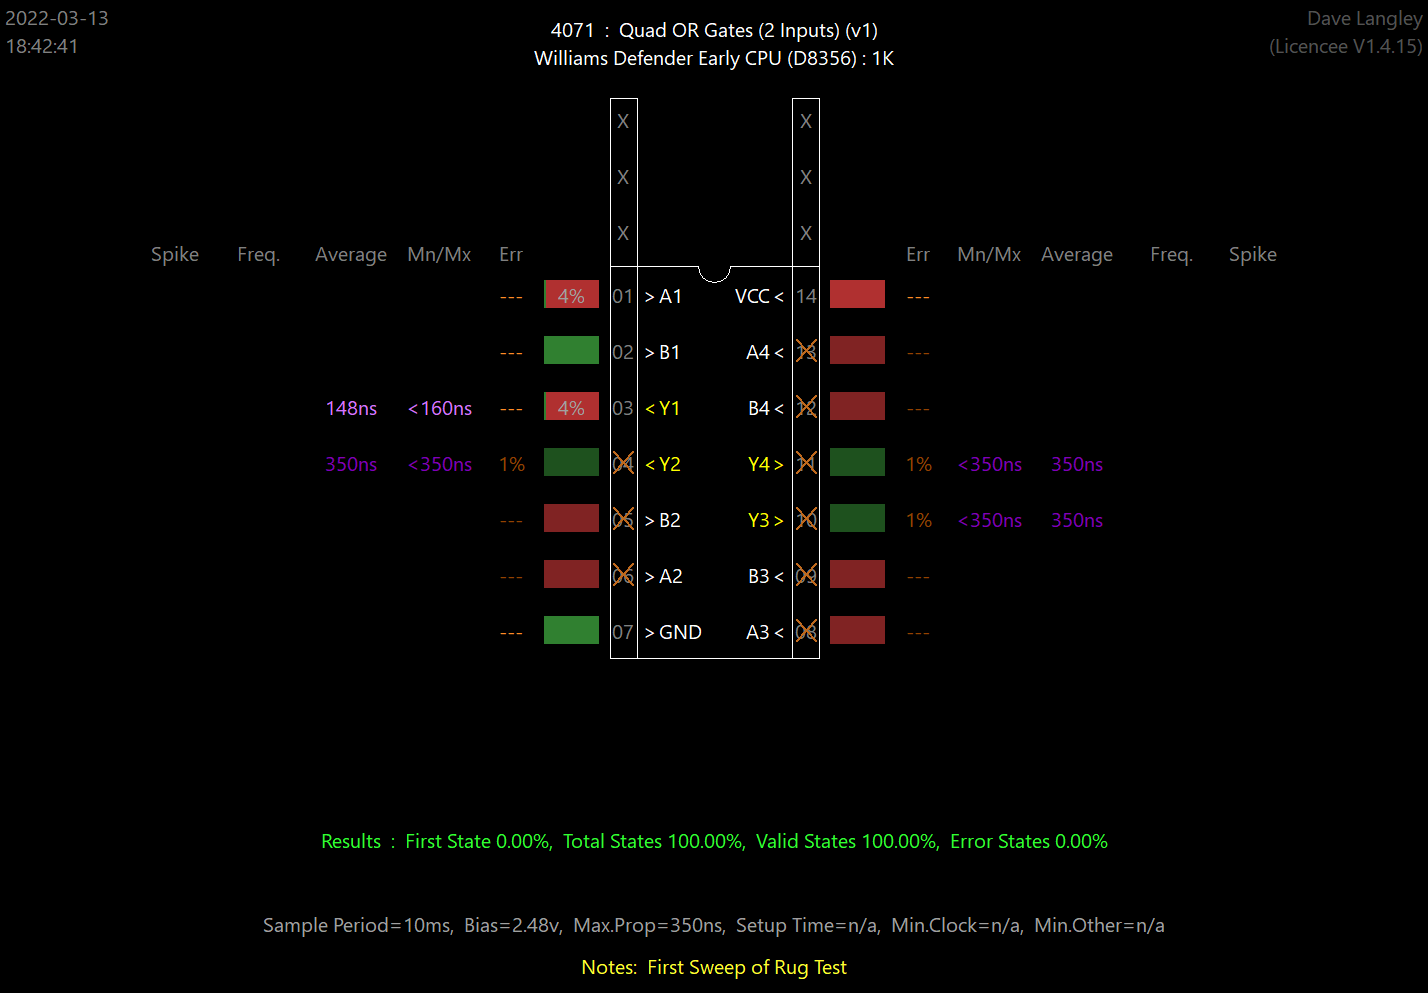 2022-03-13
18:42:41
4071 : Quad OR Gates (2 Inputs) (v1)
Williams Defender Early CPU (D8356) : 1K
Dave Langley
(Licencee V1.4.15)
X X
X X
X X
Spike Freq. Average Mn/Mx Err Err Mn/Mx Average Freq. Spike
--- 4% 01 > A1 VCC < 14 ---
--- 02 > B1 A4 < 13 ---
148ns <160ns --- 4% 03 < Y1 B4 < 12 ---
350ns <350ns 1% 04 < Y2 Y4 > 11 1% <350ns 350ns
--- 05 > B2 Y3 > 10 1% <350ns 350ns
--- 06 > A2 B3 < 09 ---
--- 07 > GND A3 < 08 ---
Results : First State 0.00%, Total States 100.00%, Valid States 100.00%, Error States 0.00%
Sample Period=10ms, Bias=2.48v, Max.Prop=350ns, Setup Time=n/a, Min.Clock=n/a, Min.Other=n/a
Notes: First Sweep of Rug Test